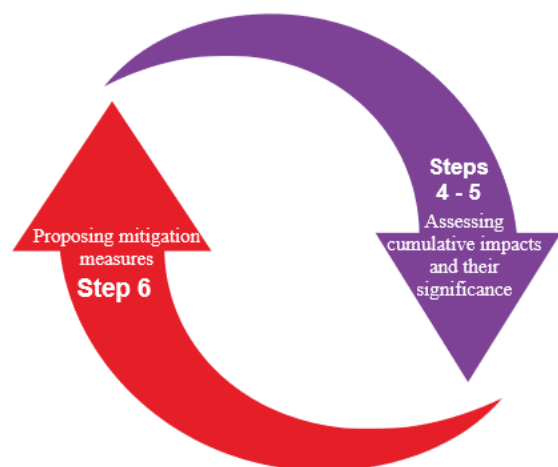 Steps
4 - 5
Assessing
cumulative impacts
and their
significance
Proposing mitigation
measures
Step 6